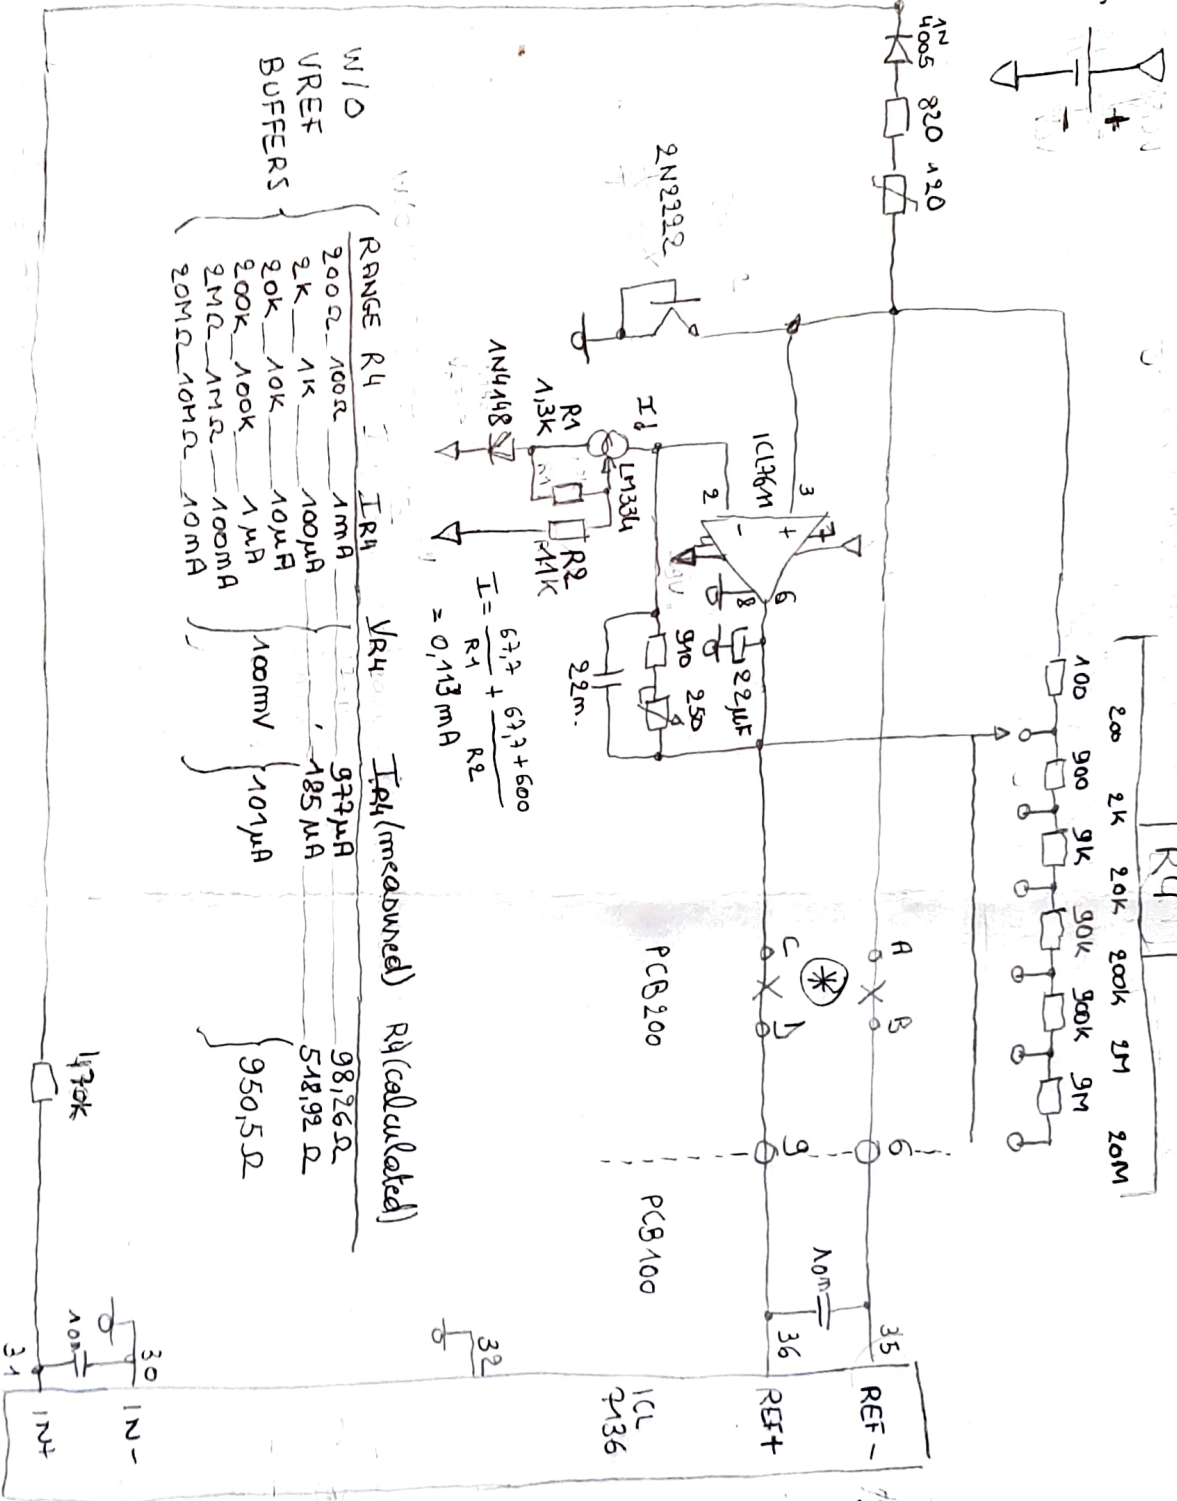 +
-
1N
4005
820
120
2N2222
3
ICL7611
2
+
-
7
4
8
6
22µF
I↓
R1
1,3K
LM334
1N4148
R2
11K
I = 67,7 / R1 + 67,7+600 / R2
= 0,113 mA
910
250
22n.
R4
200 2K 20K 200K 2M 20M
100 900 9K 90K 900K 9M
A
B
C
D
*
PCB200
6
9
PCB100
10n
35
36
REF -
REF+
ICL
7136
32
30
31
IN -
IN+
10n
470K
W/O
VREF
BUFFERS
RANGE R4 IR4 VR4 IR4 (measured) R4 (calculated)
200Ω 100Ω 1mA 977µA 98,26Ω
2K 1K 100µA 185µA 518,92Ω
20K 10K 10µA
200K 100K 1µA 100mV 101µA 950,5Ω
2MΩ 1MΩ 100mA
20MΩ 10MΩ 10mA